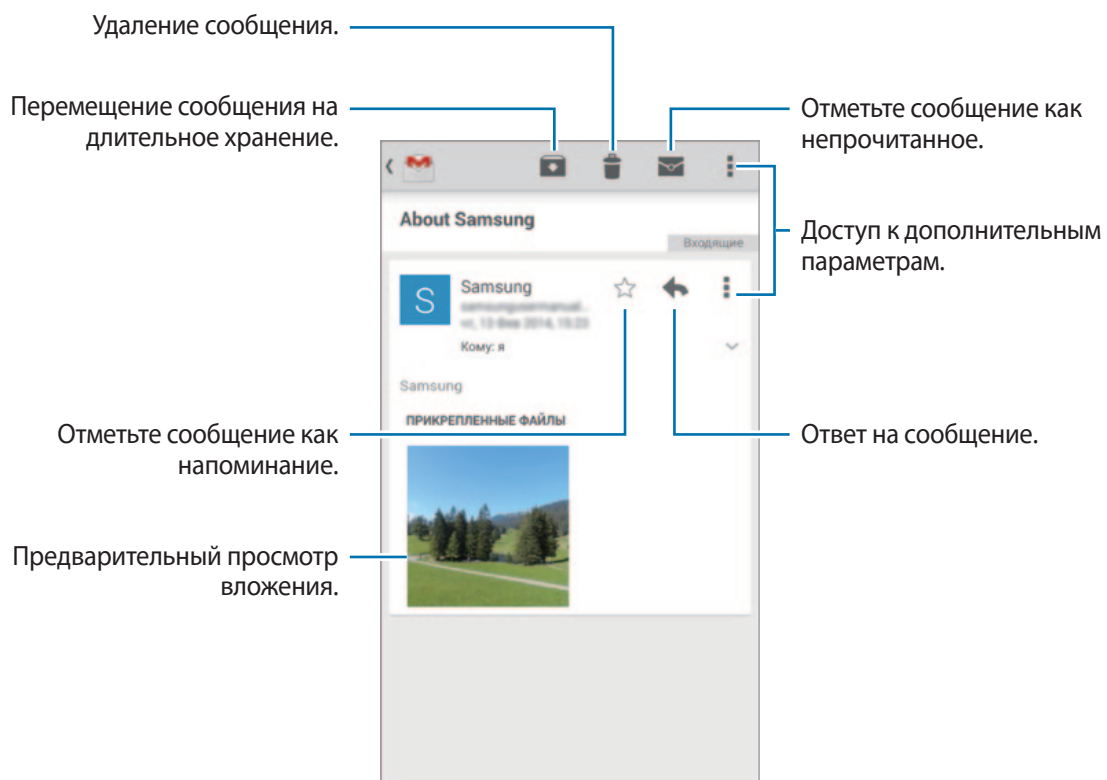 Удаление сообщения.
Перемещение сообщения на
длительное хранение.
Отметьте сообщение как
непрочитанное.
About Samsung
Входящие
Доступ к дополнительным
параметрам.
S
Samsung
Кому: я
Samsung
ПРИКРЕПЛЕННЫЕ ФАЙЛЫ
Отметьте сообщение как
напоминание.
Ответ на сообщение.
Предварительный просмотр
вложения.